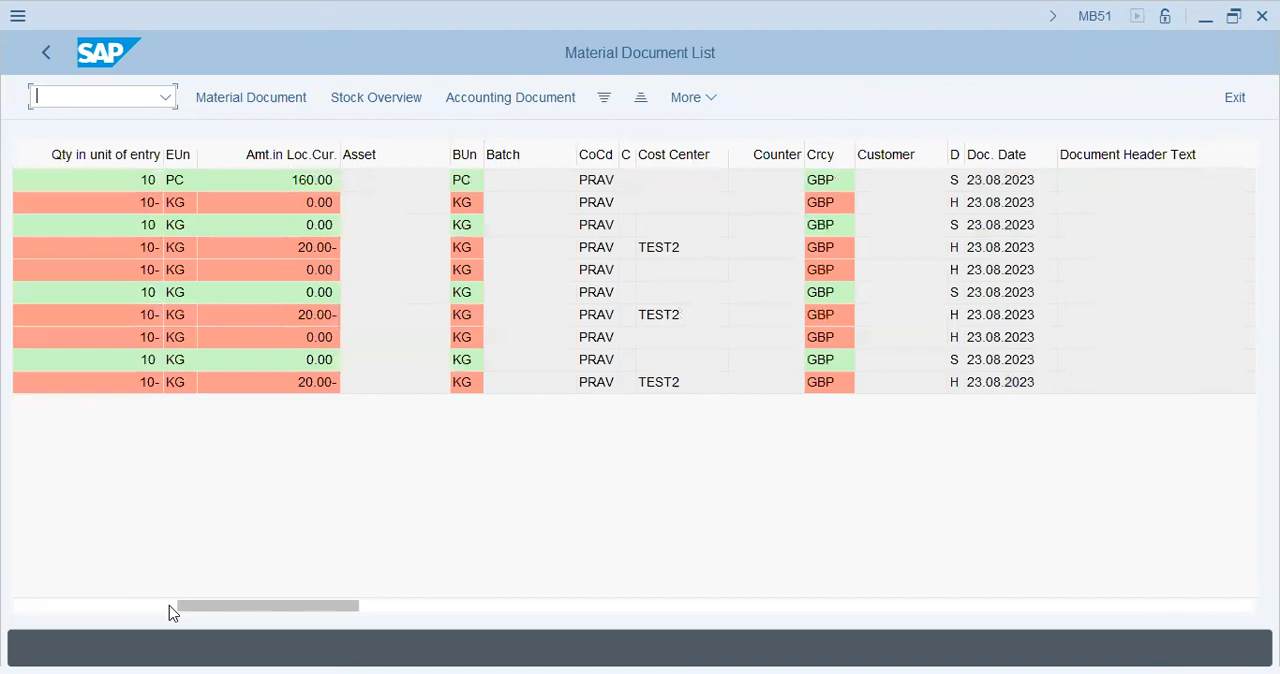 MB51
SAP Material Document List
Material Document Stock Overview Accounting Document More Exit
Qty in unit of entry EUn Amt.in Loc.Cur. Asset BUn Batch CoCd C Cost Center Counter Crcy Customer D Doc. Date Document Header Text
10 PC 160.00 PC PRAV GBP S 23.08.2023
10- KG 0.00 KG PRAV GBP H 23.08.2023
10 KG 0.00 KG PRAV GBP S 23.08.2023
10- KG 20.00- KG PRAV TEST2 GBP H 23.08.2023
10- KG 0.00 KG PRAV GBP H 23.08.2023
10 KG 0.00 KG PRAV GBP S 23.08.2023
10- KG 20.00- KG PRAV TEST2 GBP H 23.08.2023
10- KG 0.00 KG PRAV GBP H 23.08.2023
10 KG 0.00 KG PRAV GBP S 23.08.2023
10- KG 20.00- KG PRAV TEST2 GBP H 23.08.2023